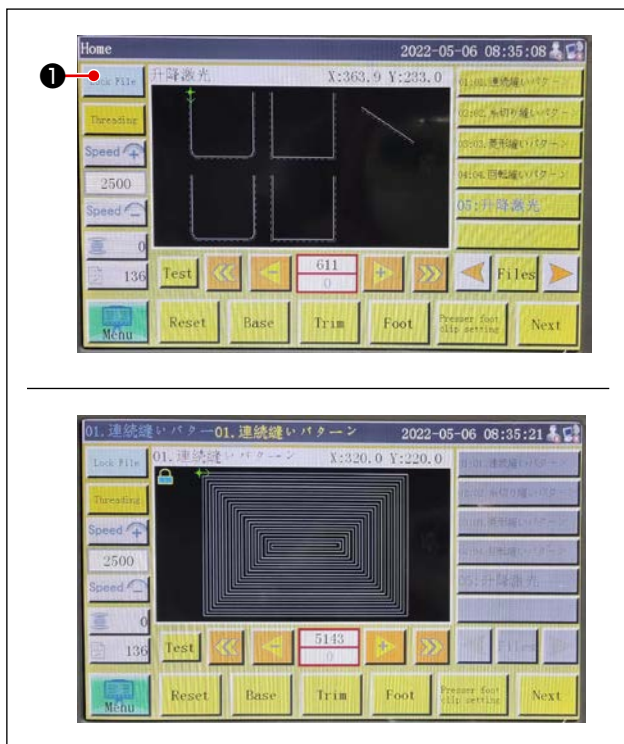 Home 2022-05-06 08:35:08
❶
Lock File 升降激光 X:363.9 Y:233.0 01:01.連続縫いパターン
Threading 02:02.糸切り縫いパターン
Speed 03:03.菱形縫いパターン
2500 04:04.回転縫いパターン
Speed 05:升降激光
0
136 Test 611 Files
0
Menu Reset Base Trim Foot Presser foot clip setting Next
01.連続縫いパターン01.連続縫いパターン 2022-05-06 08:35:21
Lock File 01.連続縫いパターン X:320.0 Y:220.0
Threading
Speed
2500
Speed 05:升降激光
0
136 Test 5143 Files
0
Menu Reset Base Trim Foot Presser foot clip setting Next